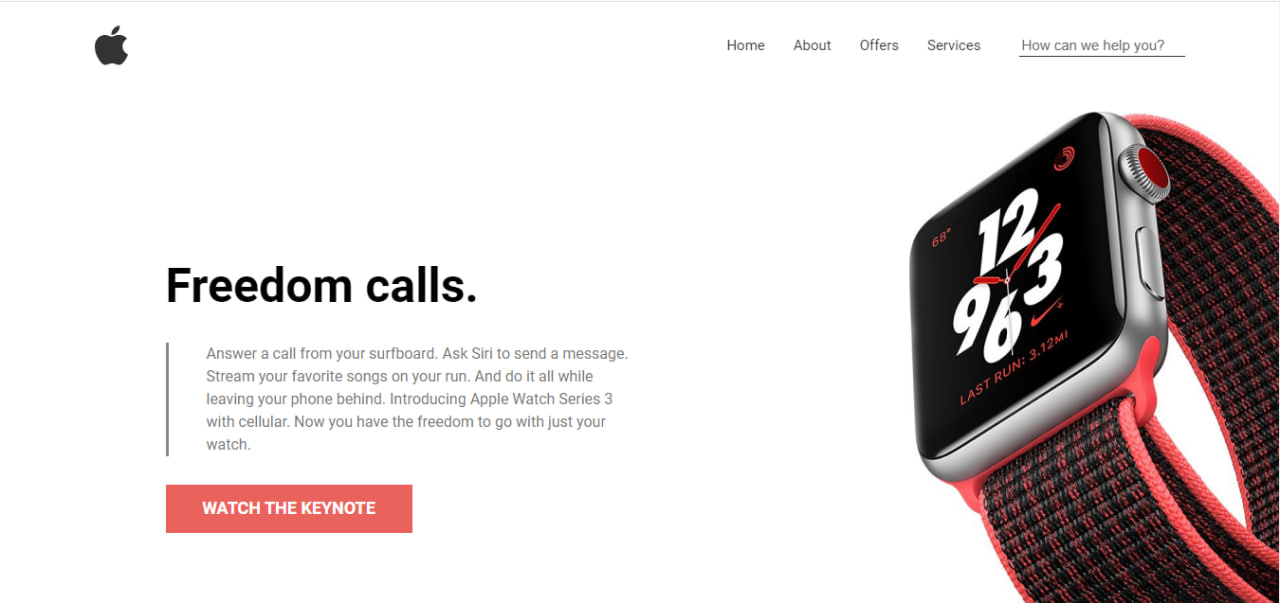 Home About Offers Services How can we help you?
68°
12
3
9
6
LAST RUN: 3.12MI
Freedom calls.
Answer a call from your surfboard. Ask Siri to send a message.
Stream your favorite songs on your run. And do it all while
leaving your phone behind. Introducing Apple Watch Series 3
with cellular. Now you have the freedom to go with just your
watch.
WATCH THE KEYNOTE